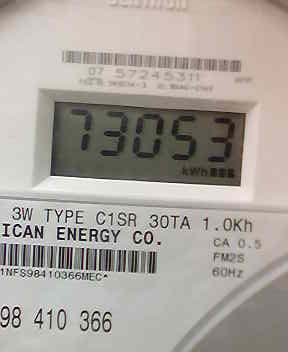 07 57245311
73053
kWh
3W TYPE C1SR 30TA 1.0Kh
ICAN ENERGY CO.
CA 0.5
FM2S
60Hz
1NFS98410366MEC*
98 410 366